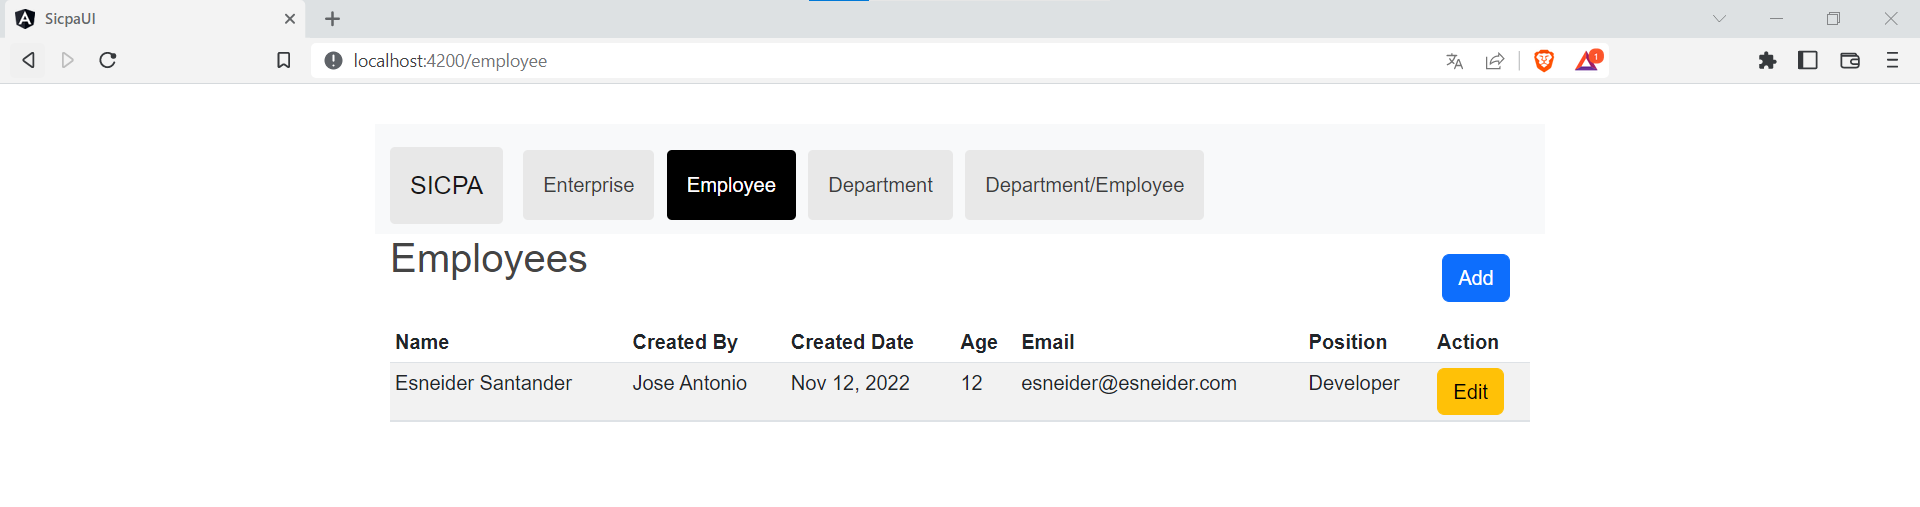 SicpaUI
localhost:4200/employee
1
SICPA Enterprise Employee Department Department/Employee
Employees
Add
Name Created By Created Date Age Email Position Action
Esneider Santander Jose Antonio Nov 12, 2022 12 esneider@esneider.com Developer Edit